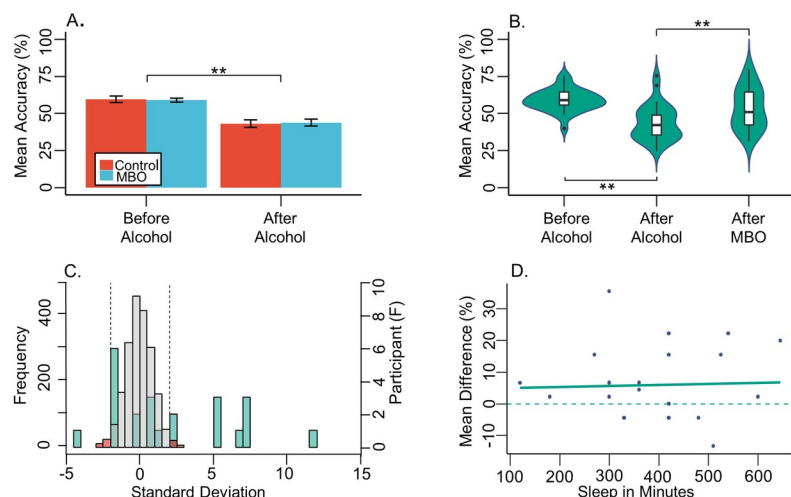 A.
Mean Accuracy (%)
100
75
50
25
0
**
Control
MBO
Before
Alcohol
After
Alcohol
B.
Mean Accuracy (%)
100
75
50
25
0
**
**
Before
Alcohol
After
Alcohol
After
MBO
C.
Frequency
400
200
0
Participant (F)
10
8
6
4
2
0
-5
0
5
10
15
Standard Deviation
D.
Mean Difference (%)
30
20
10
0
-10
100
200
300
400
500
600
Sleep in Minutes